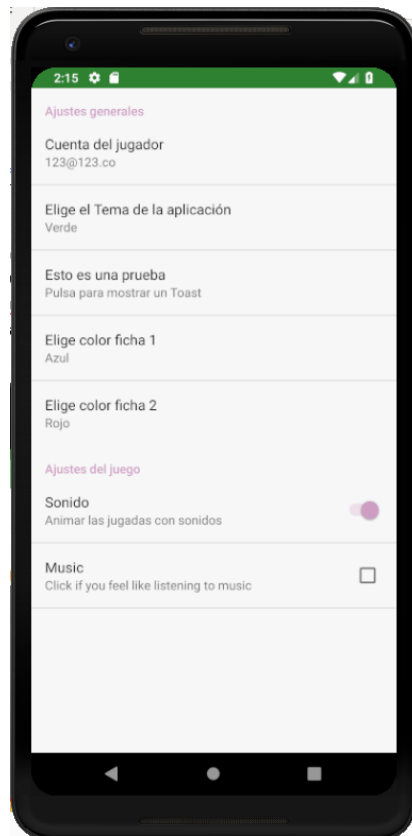 2:15
Ajustes generales
Cuenta del jugador
123@123.co
Elige el Tema de la aplicación
Verde
Esto es una prueba
Pulsa para mostrar un Toast
Elige color ficha 1
Azul
Elige color ficha 2
Rojo
Ajustes del juego
Sonido
Animar las jugadas con sonidos
Music
Click if you feel like listening to music